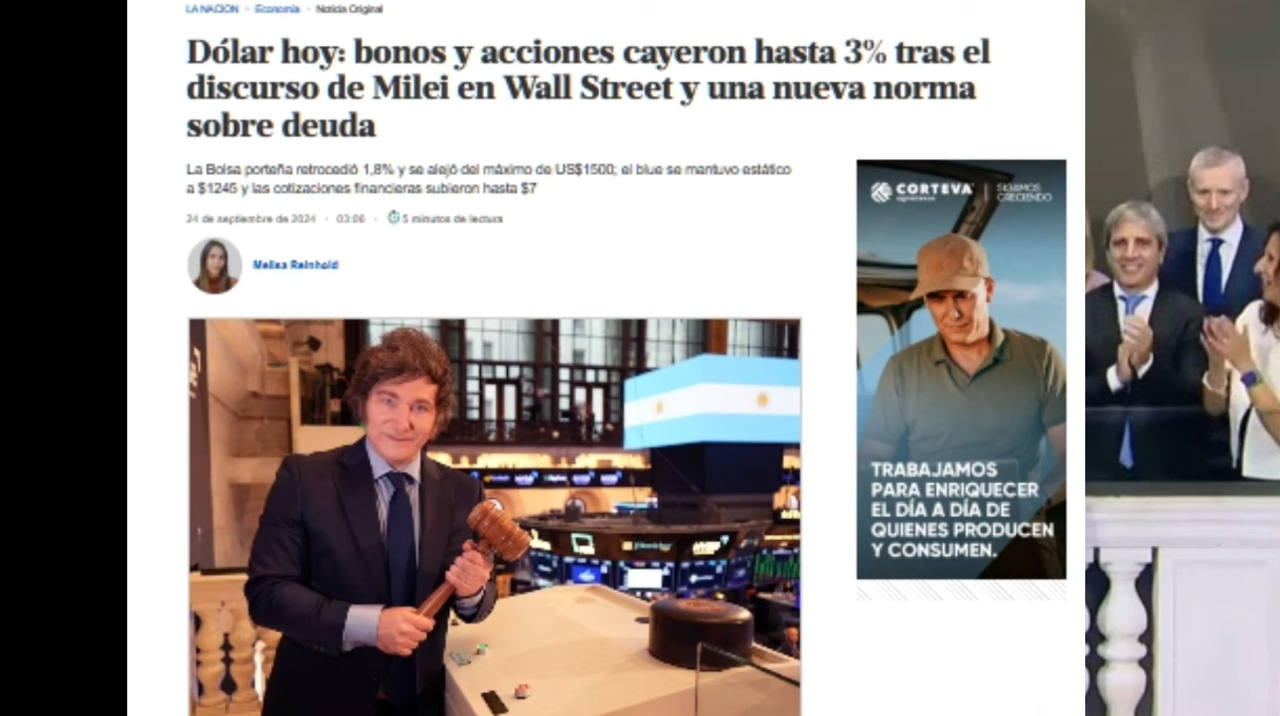 LA NACION > Economía > Noticia Original
Dólar hoy: bonos y acciones cayeron hasta 3% tras el
discurso de Milei en Wall Street y una nueva norma
sobre deuda
La Bolsa porteña retrocedió 1,8% y se alejó del máximo de US$1500; el blue se mantuvo estático
a $1245 y las cotizaciones financieras subieron hasta $7
24 de septiembre de 2024 • 03:06 • 5 minutos de lectura
Melisa Reinhold
CORTEVA
agriscience
SIGAMOS
CRECIENDO
TRABAJAMOS
PARA ENRIQUECER
EL DÍA A DÍA DE
QUIENES PRODUCEN
Y CONSUMEN.